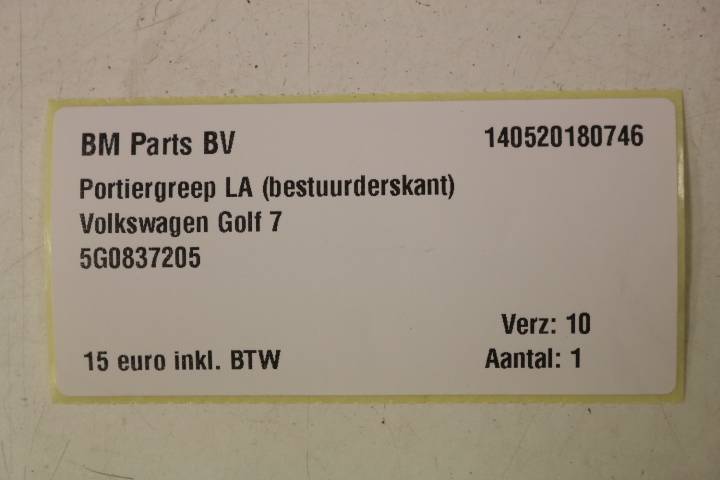 BM Parts BV
140520180746
Portiergreep LA (bestuurderskant)
Volkswagen Golf 7
5G0837205
Verz: 10
15 euro inkl. BTW
Aantal: 1